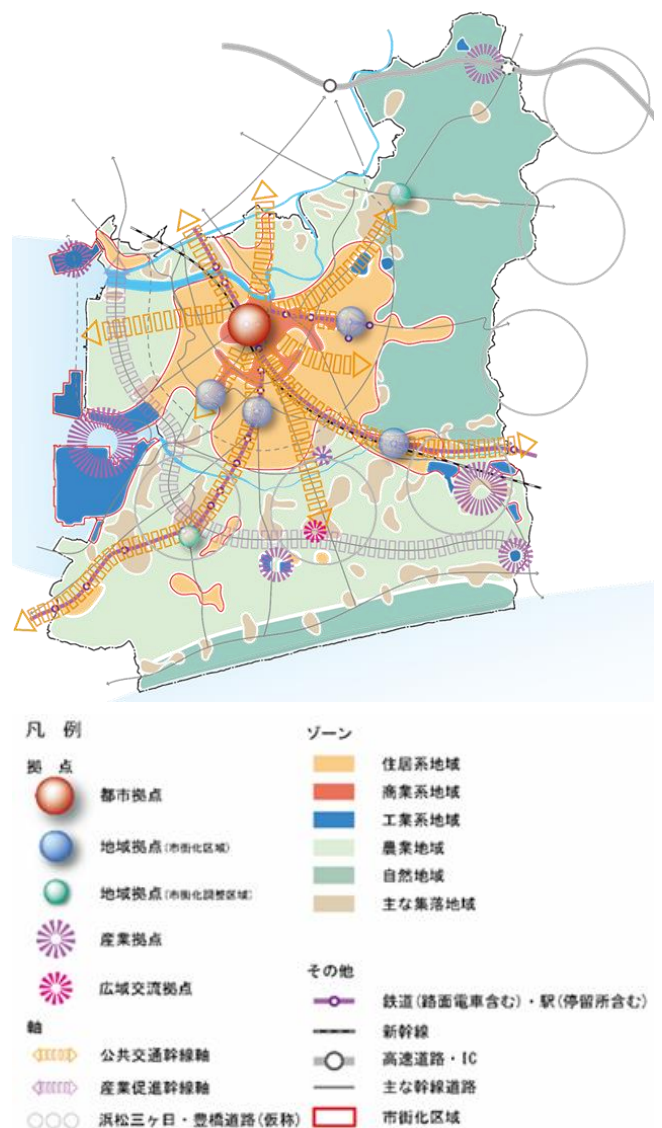 凡 例
拠 点
都市拠点
地域拠点(市街化区域)
地域拠点(市街化調整区域)
産業拠点
広域交流拠点
軸
公共交通幹線軸
産業促進幹線軸
浜松三ヶ日・豊橋道路(仮称)
ゾーン
住居系地域
商業系地域
工業系地域
農業地域
自然地域
主な集落地域
その他
鉄道(路面電車含む)・駅(停留所含む)
新幹線
高速道路・IC
主な幹線道路
市街化区域